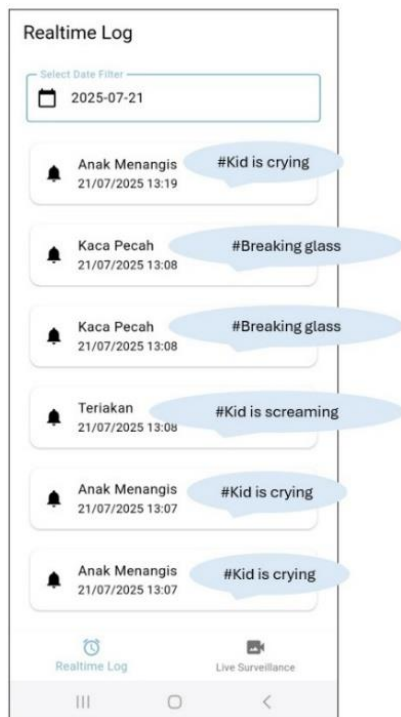 Realtime Log
Select Date Filter
2025-07-21
Anak Menangis #Kid is crying
21/07/2025 13:19
Kaca Pecah #Breaking glass
21/07/2025 13:08
Kaca Pecah #Breaking glass
21/07/2025 13:08
Teriakan #Kid is screaming
21/07/2025 13:08
Anak Menangis #Kid is crying
21/07/2025 13:07
Anak Menangis #Kid is crying
21/07/2025 13:07
Realtime Log Live Surveillance